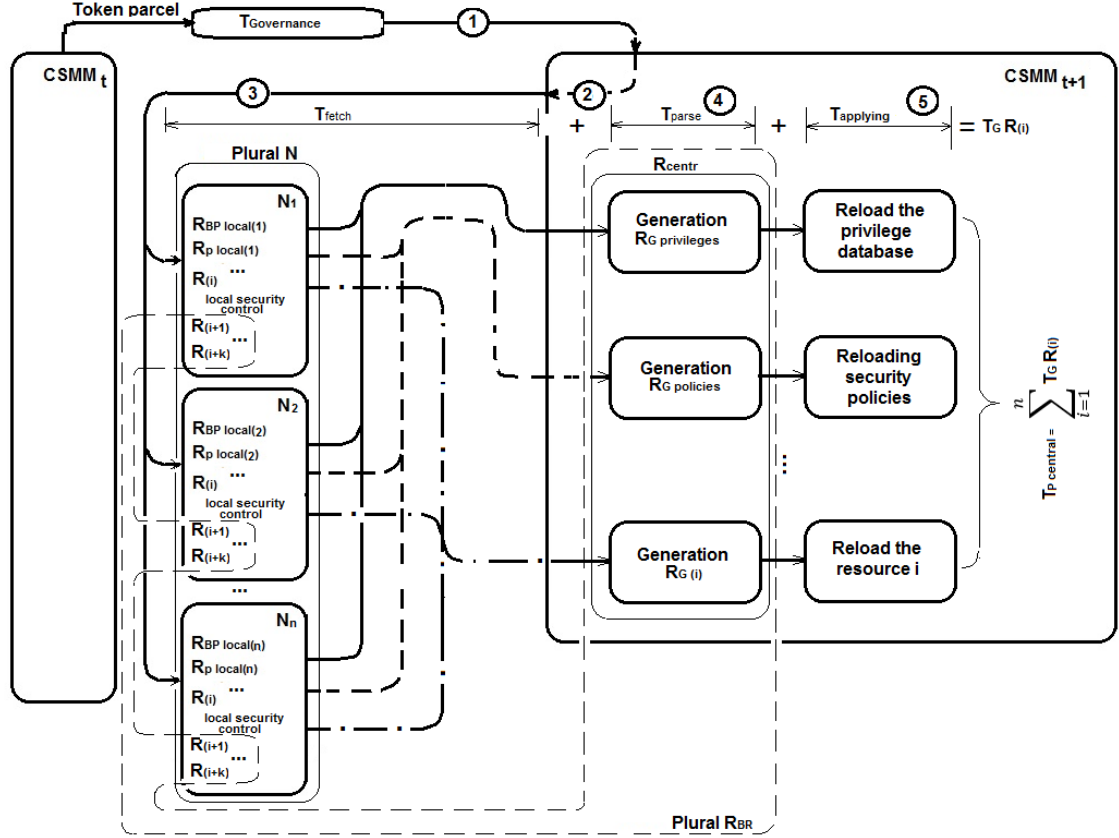 Token parcel
TGovernance
1
CSMM t
CSMM t+1
3
2
4
5
Tfetch
+
Tparse
+
Tapplying
= TG R(i)
Plural N
Rcentr
N1
RBP local(1)
Rp local(1)
...
R(i)
local security
control
R(i+1)
...
R(i+k)
N2
RBP local(2)
Rp local(2)
...
R(i)
local security
control
R(i+1)
...
R(i+k)
...
Nn
RBP local(n)
Rp local(n)
...
R(i)
local security
control
R(i+1)
...
R(i+k)
Generation
RG privileges
Reload the
privilege
database
Generation
RG policies
Reloading
security
policies
...
Generation
RG (i)
Reload the
resource i
TP central = n ∑ i=1 TG R(i)
Plural RBR